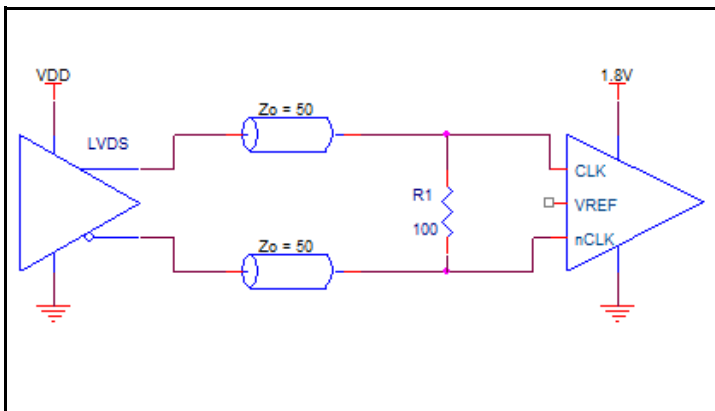 VDD
LVDS
Zo = 50
1.8V
R1
100
CLK
VREF
nCLK
Zo = 50